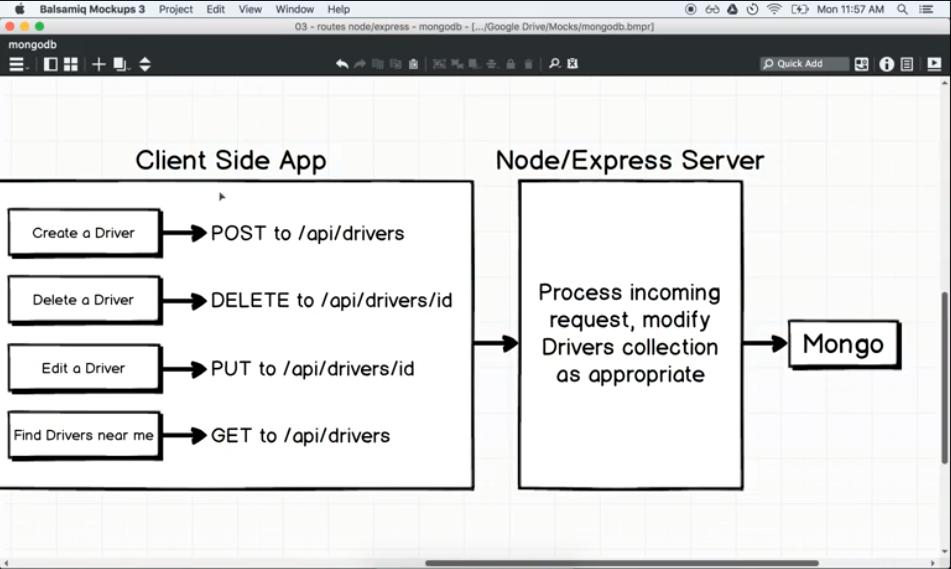 Balsamiq Mockups 3 Project Edit View Window Help Mon 11:57 AM
03 - routes node/express - mongodb - [.../Google Drive/Mocks/mongodb.bmpr]
mongodb
Quick Add
Client Side App
Node/Express Server
Create a Driver
POST to /api/drivers
Delete a Driver
DELETE to /api/drivers/id
Edit a Driver
PUT to /api/drivers/id
Find Drivers near me
GET to /api/drivers
Process incoming
request, modify
Drivers collection
as appropriate
Mongo